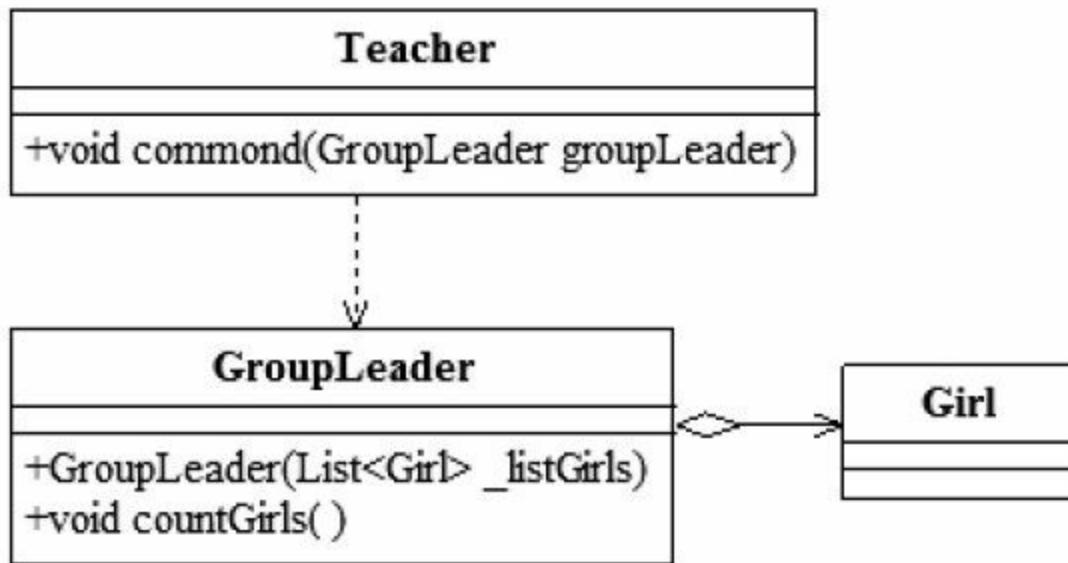 Teacher
+void commond(GroupLeader groupLeader)
GroupLeader
+GroupLeader(List<Girl> _listGirls)
+void countGirls( )
Girl